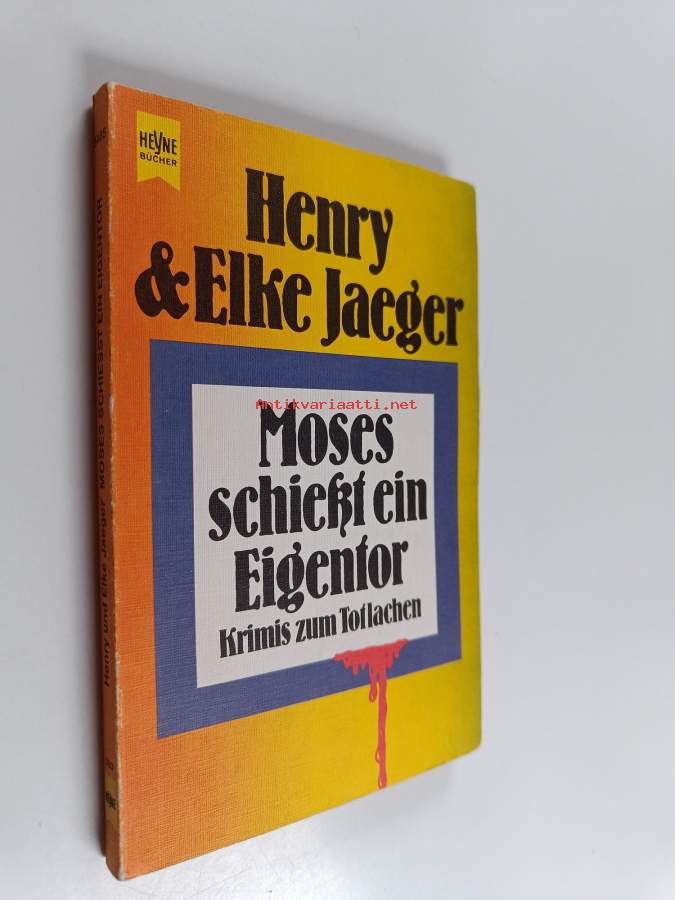 HEYNE
BÜCHER
Henry
& Elke Jaeger
Antikvariaatti.net
Moses
schießt ein
Eigentor
Krimis zum Totlachen
Henry und Elke Jaeger MOSES SCHIESST EIN EIGENTOR